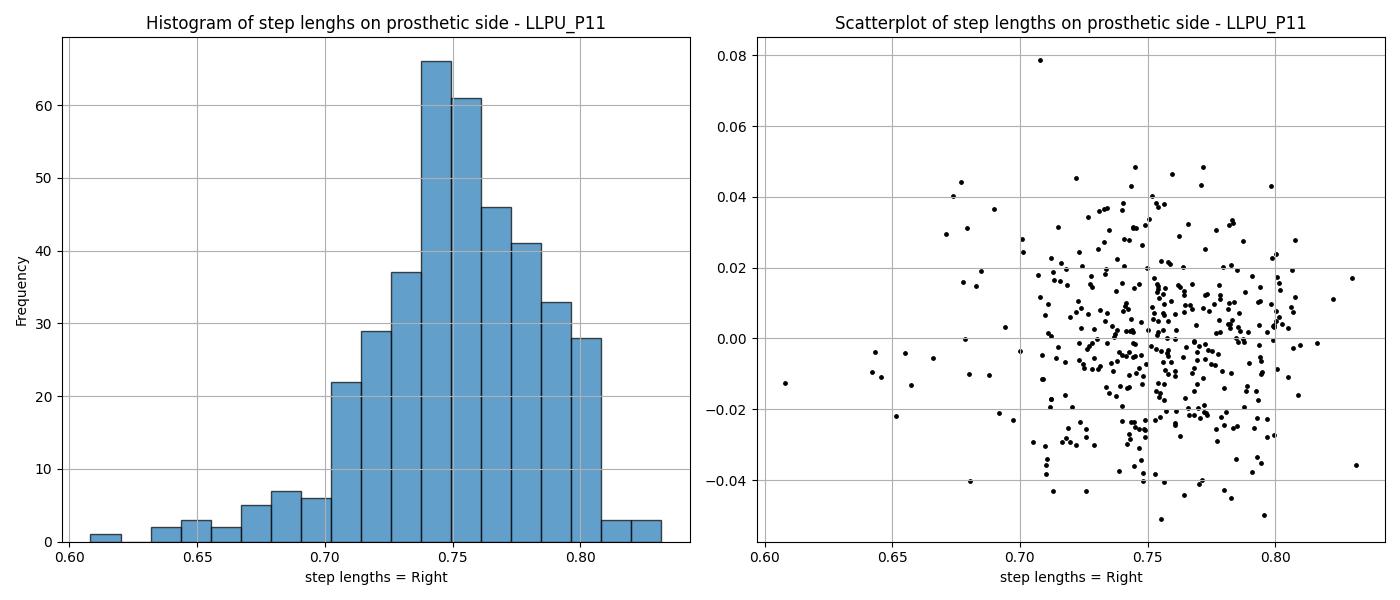 Histogram of step lenghs on prosthetic side - LLPU_P11
Frequency
60
50
40
30
20
10
0
0.60 0.65 0.70 0.75 0.80
step lengths = Right
Scatterplot of step lengths on prosthetic side - LLPU_P11
0.08
0.06
0.04
0.02
0.00
−0.02
−0.04
0.60 0.65 0.70 0.75 0.80
step lengths = Right